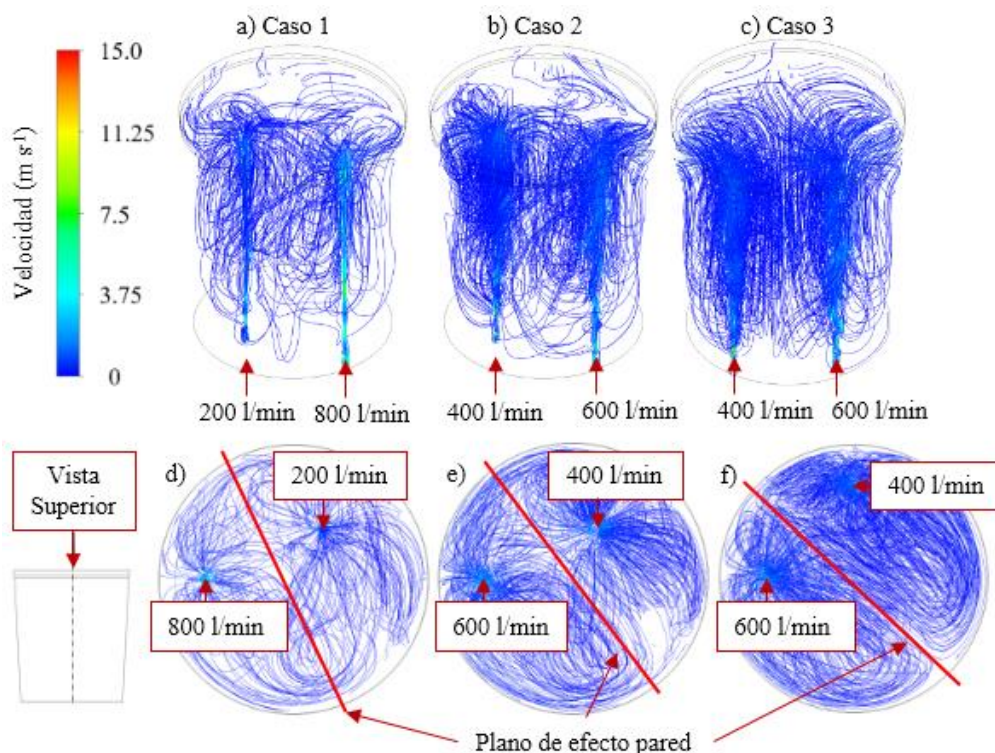 a) Caso 1
b) Caso 2
c) Caso 3
Velocidad (m s⁻¹)
15.0
11.25
7.5
3.75
0
200 l/min
800 l/min
400 l/min
600 l/min
400 l/min
600 l/min
Vista
Superior
d)
200 l/min
800 l/min
e)
400 l/min
600 l/min
f)
400 l/min
600 l/min
Plano de efecto pared